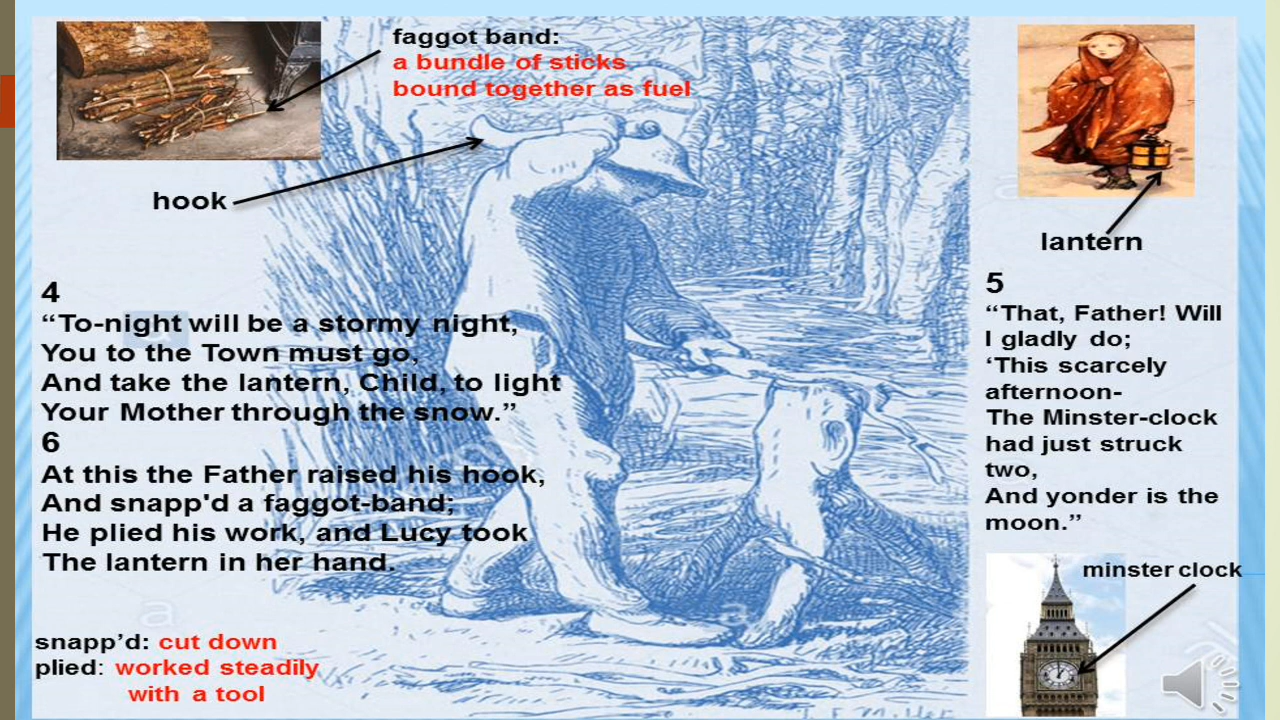 faggot band:
a bundle of sticks
bound together as fuel
hook
lantern
4
“To-night will be a stormy night,
You to the Town must go,
And take the lantern, Child, to light
Your Mother through the snow.”
5
“That, Father! Will
I gladly do;
‘This scarcely
afternoon-
The Minster-clock
had just struck
two,
And yonder is the
moon.”
6
At this the Father raised his hook,
And snapp'd a faggot-band;
He plied his work, and Lucy took
The lantern in her hand.
minster clock
snapp’d: cut down
plied: worked steadily
with a tool
a
a